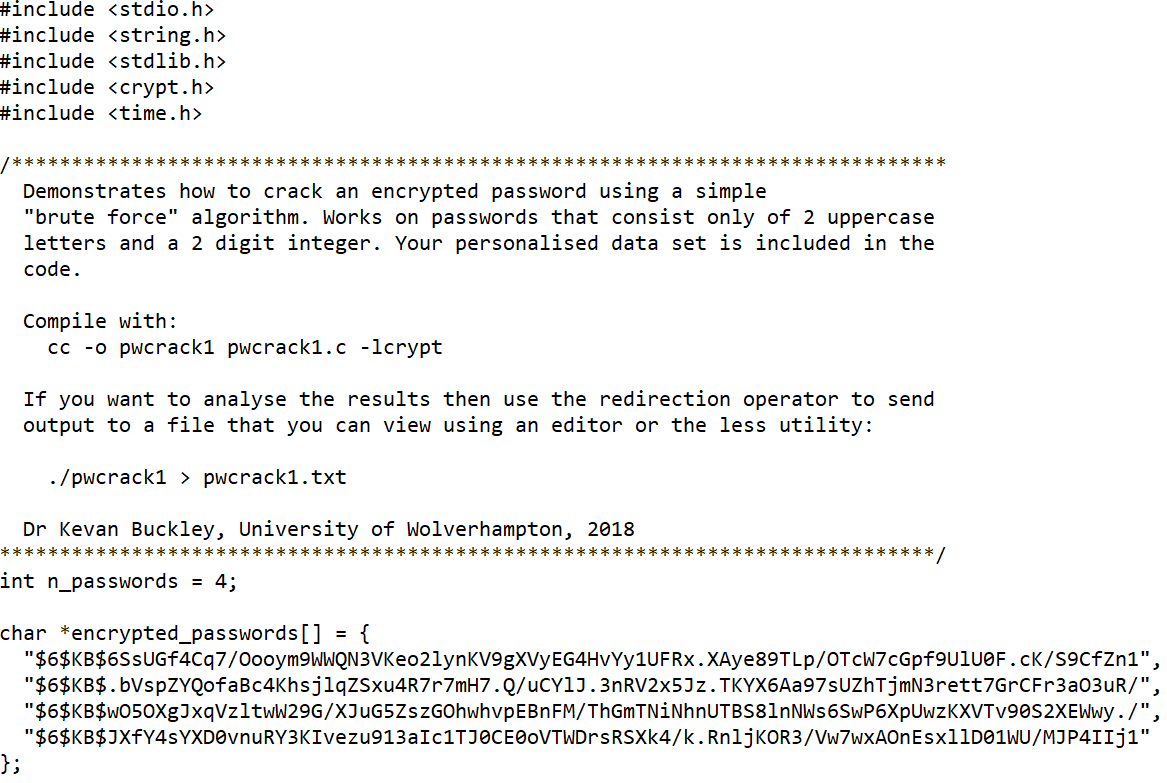 #include <stdio.h>
#include <string.h>
#include <stdlib.h>
#include <crypt.h>
#include <time.h>
/******************************************************************************
Demonstrates how to crack an encrypted password using a simple
"brute force" algorithm. Works on passwords that consist only of 2 uppercase
letters and a 2 digit integer. Your personalised data set is included in the
code.
Compile with:
cc -o pwcrack1 pwcrack1.c -lcrypt
If you want to analyse the results then use the redirection operator to send
output to a file that you can view using an editor or the less utility:
./pwcrack1 > pwcrack1.txt
Dr Kevan Buckley, University of Wolverhampton, 2018
******************************************************************************/
int n_passwords = 4;
char *encrypted_passwords[] = {
"$6$KB$6SsUGf4Cq7/Oooym9WWQN3VKeo2lynKV9gXVyEG4HvYy1UFRx.XAye89TLp/OTcW7cGpf9UlU0F.cK/S9CfZn1",
"$6$KB$.bVspZYQofaBc4KhsjlqZSxu4R7r7mH7.Q/uCYlJ.3nRV2x5Jz.TKYX6Aa97sUZhTjmN3rett7GrCFr3aO3uR/",
"$6$KB$wO5OXgJxqVzltwW29G/XJuG5ZszGOhwhvpEBnFM/ThGmTNiNhnUTBS8lnNWs6SwP6XpUwzKXVTv90S2XEWwy./",
"$6$KB$JXfY4sYXD0vnuRY3KIvezu913aIc1TJ0CE0oVTWDrsRSXk4/k.RnljKOR3/Vw7wxAOnEsxllD01WU/MJP4IIj1"
};